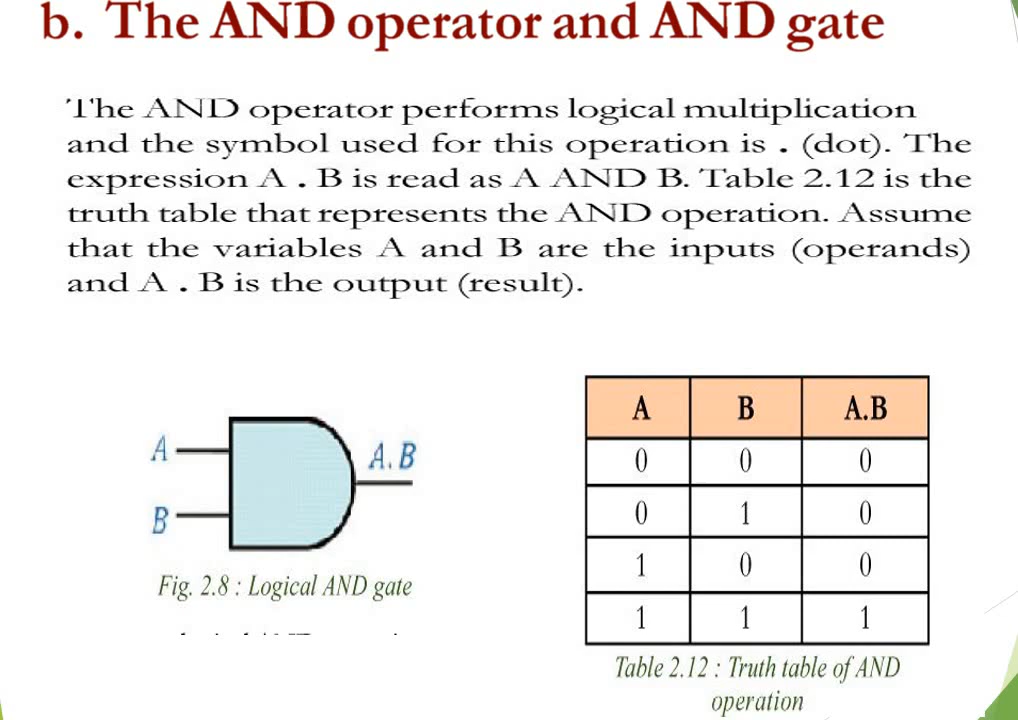 b. The AND operator and AND gate
The AND operator performs logical multiplication
and the symbol used for this operation is . (dot). The
expression A . B is read as A AND B. Table 2.12 is the
truth table that represents the AND operation. Assume
that the variables A and B are the inputs (operands)
and A . B is the output (result).
A
B
A.B
Fig. 2.8 : Logical AND gate
A B A.B
0 0 0
0 1 0
1 0 0
1 1 1
Table 2.12 : Truth table of AND
operation